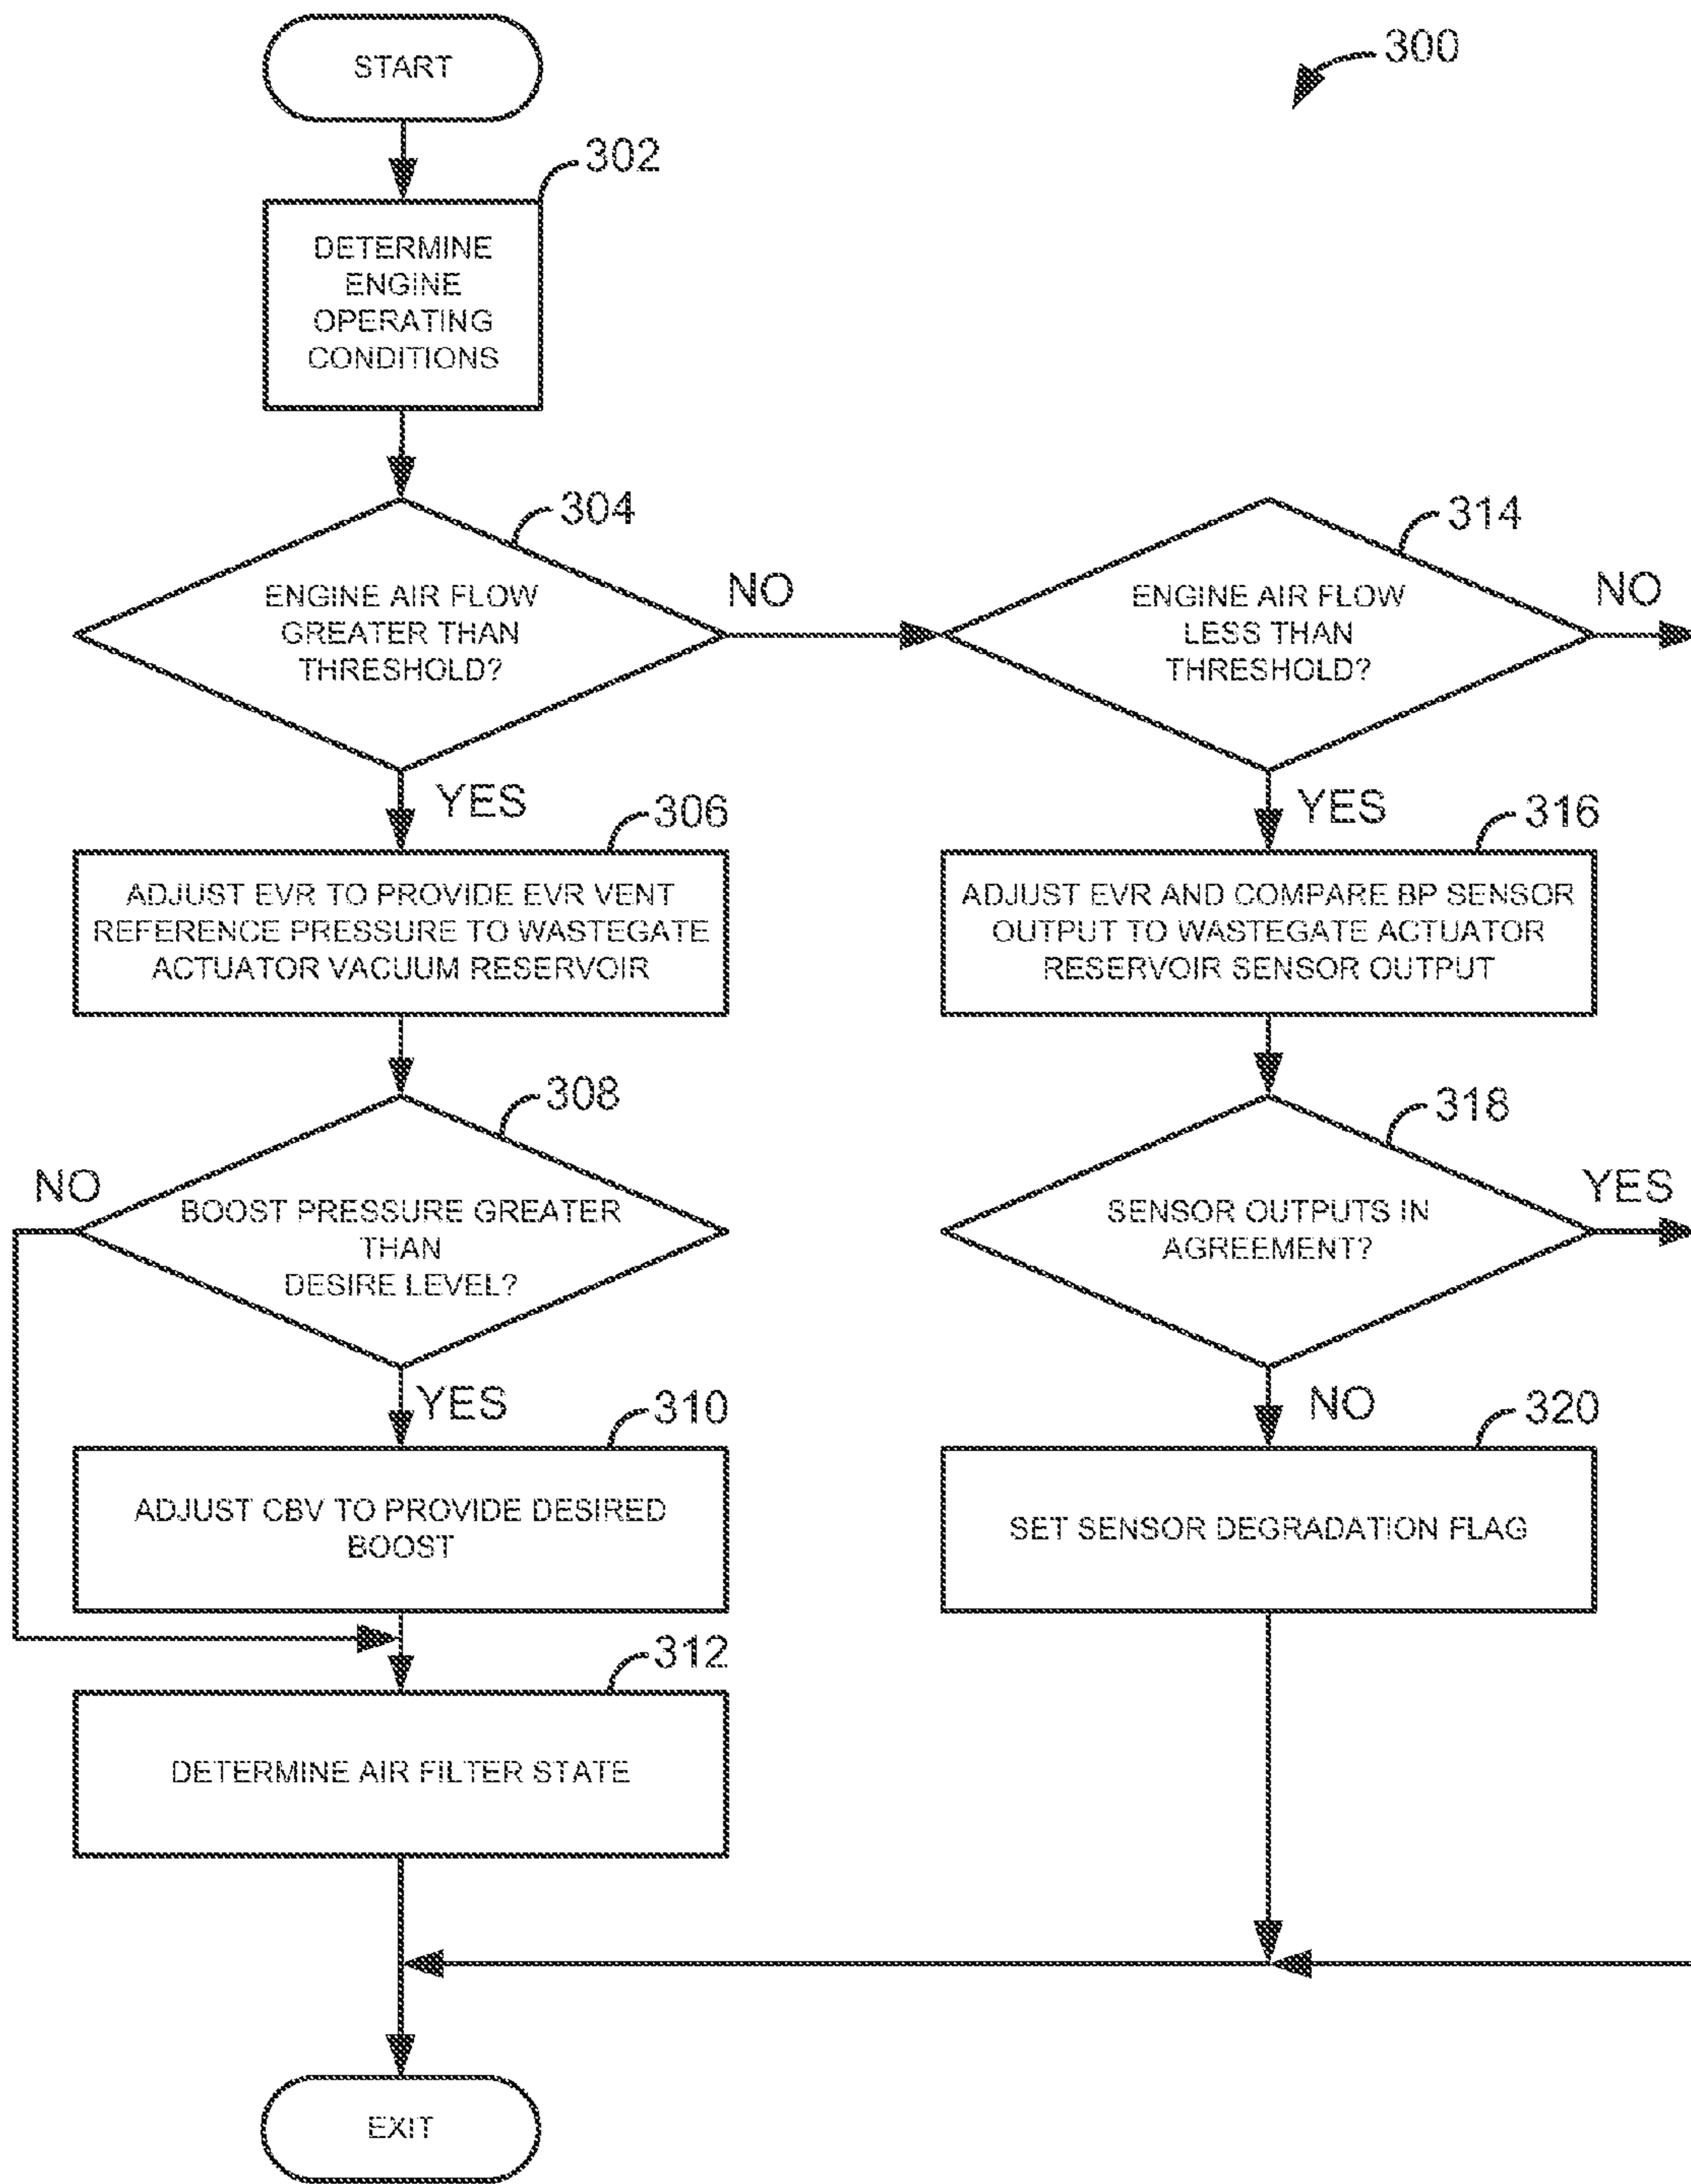 START
300
302
DETERMINE
ENGINE
OPERATING
CONDITIONS
304
ENGINE AIR FLOW
GREATER THAN
THRESHOLD?
NO
YES
314
ENGINE AIR FLOW
LESS THAN
THRESHOLD?
NO
YES
306
ADJUST EVR TO PROVIDE EVR VENT
REFERENCE PRESSURE TO WASTEGATE
ACTUATOR VACUUM RESERVOIR
316
ADJUST EVR AND COMPARE BP SENSOR
OUTPUT TO WASTEGATE ACTUATOR
RESERVOIR SENSOR OUTPUT
308
NO
BOOST PRESSURE GREATER
THAN
DESIRE LEVEL?
YES
318
SENSOR OUTPUTS IN
AGREEMENT?
YES
NO
310
ADJUST CBV TO PROVIDE DESIRED
BOOST
320
SET SENSOR DEGRADATION FLAG
312
DETERMINE AIR FILTER STATE
EXIT